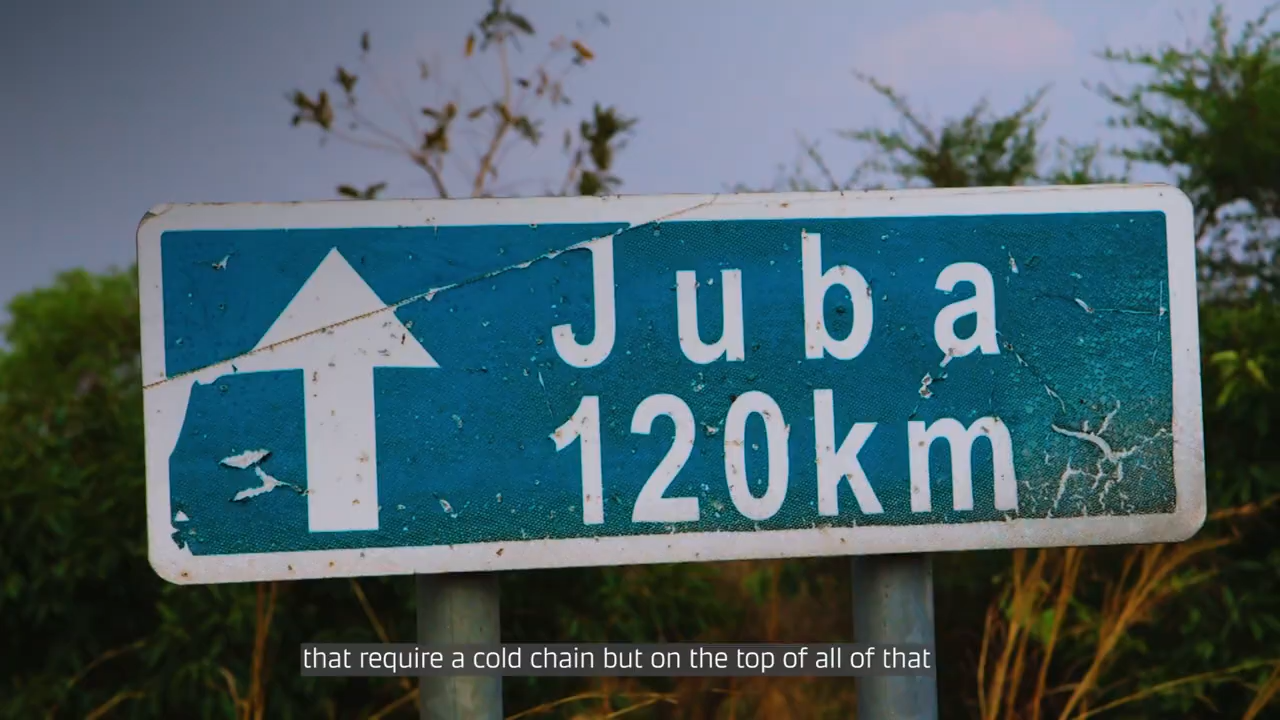 Juba
120km
that require a cold chain but on the top of all of that